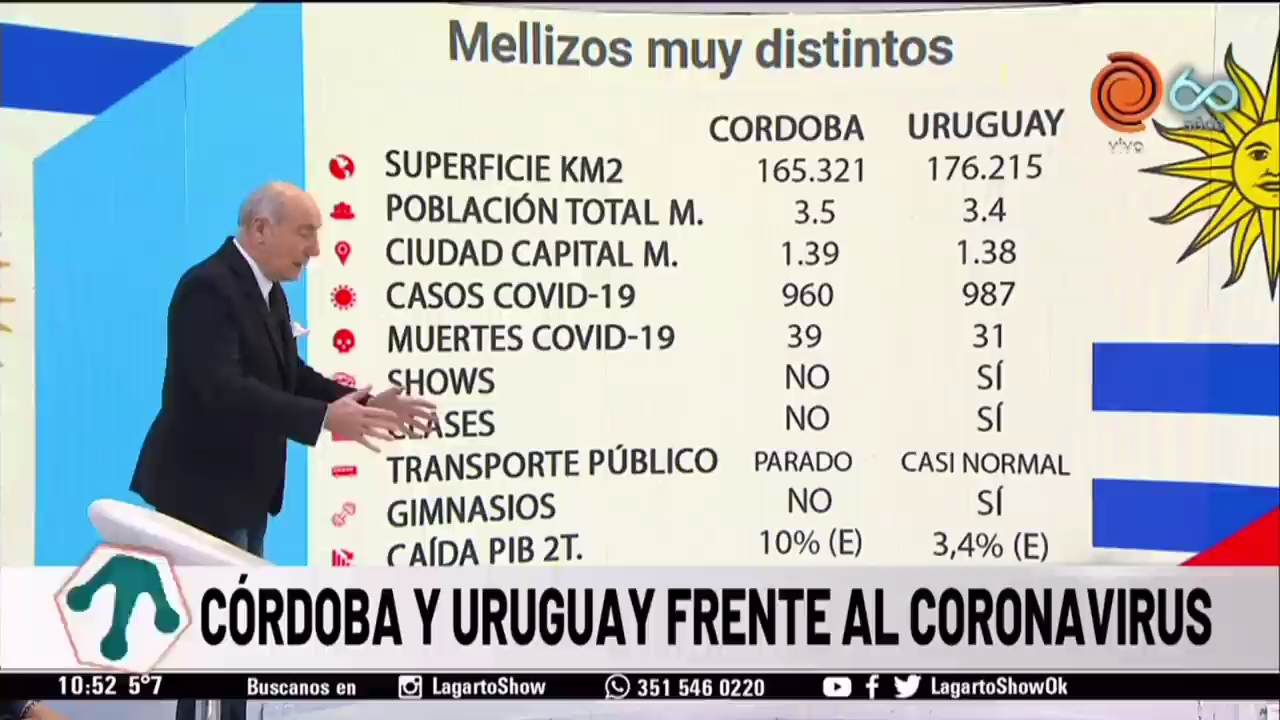 Mellizos muy distintos
CORDOBA URUGUAY
SUPERFICIE KM2 165.321 176.215
POBLACIÓN TOTAL M. 3.5 3.4
CIUDAD CAPITAL M. 1.39 1.38
CASOS COVID-19 960 987
MUERTES COVID-19 39 31
SHOWS NO SÍ
CLASES NO SÍ
TRANSPORTE PÚBLICO PARADO CASI NORMAL
GIMNASIOS NO SÍ
CAÍDA PIB 2T. 10% (E) 3,4% (E)
60
años
vivo
CÓRDOBA Y URUGUAY FRENTE AL CORONAVIRUS
10:52 5°7 Buscanos en LagartoShow 351 546 0220 LagartoShowOk